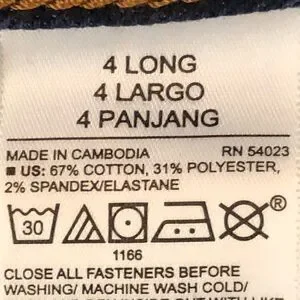 4 LONG
4 LARGO
4 PANJANG
MADE IN CAMBODIA RN 54023
■ US: 67% COTTON, 31% POLYESTER,
2% SPANDEX/ELASTANE
30 ®
1166
CLOSE ALL FASTENERS BEFORE
WASHING/ MACHINE WASH COLD/